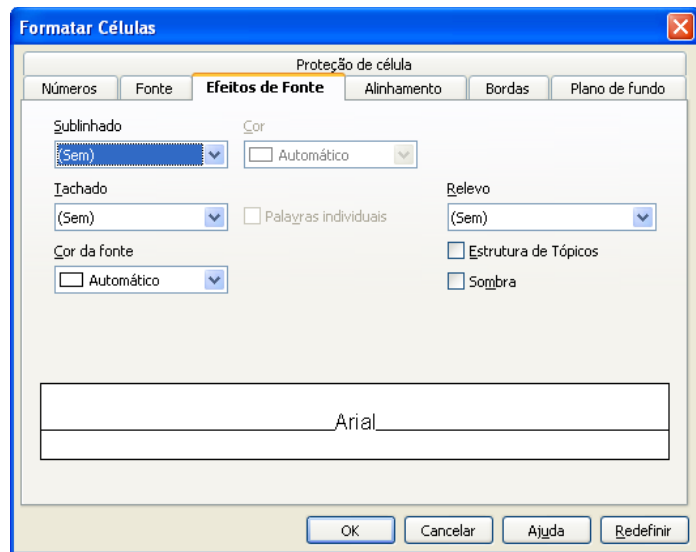 Formatar Células
Proteção de célula
Números Fonte Efeitos de Fonte Alinhamento Bordas Plano de fundo
Sublinhado Cor
(Sem) Automático
Tachado Relevo
(Sem) Palavras individuais (Sem)
Cor da fonte Estrutura de Tópicos
Automático Sombra
Arial
OK Cancelar Ajuda Redefinir